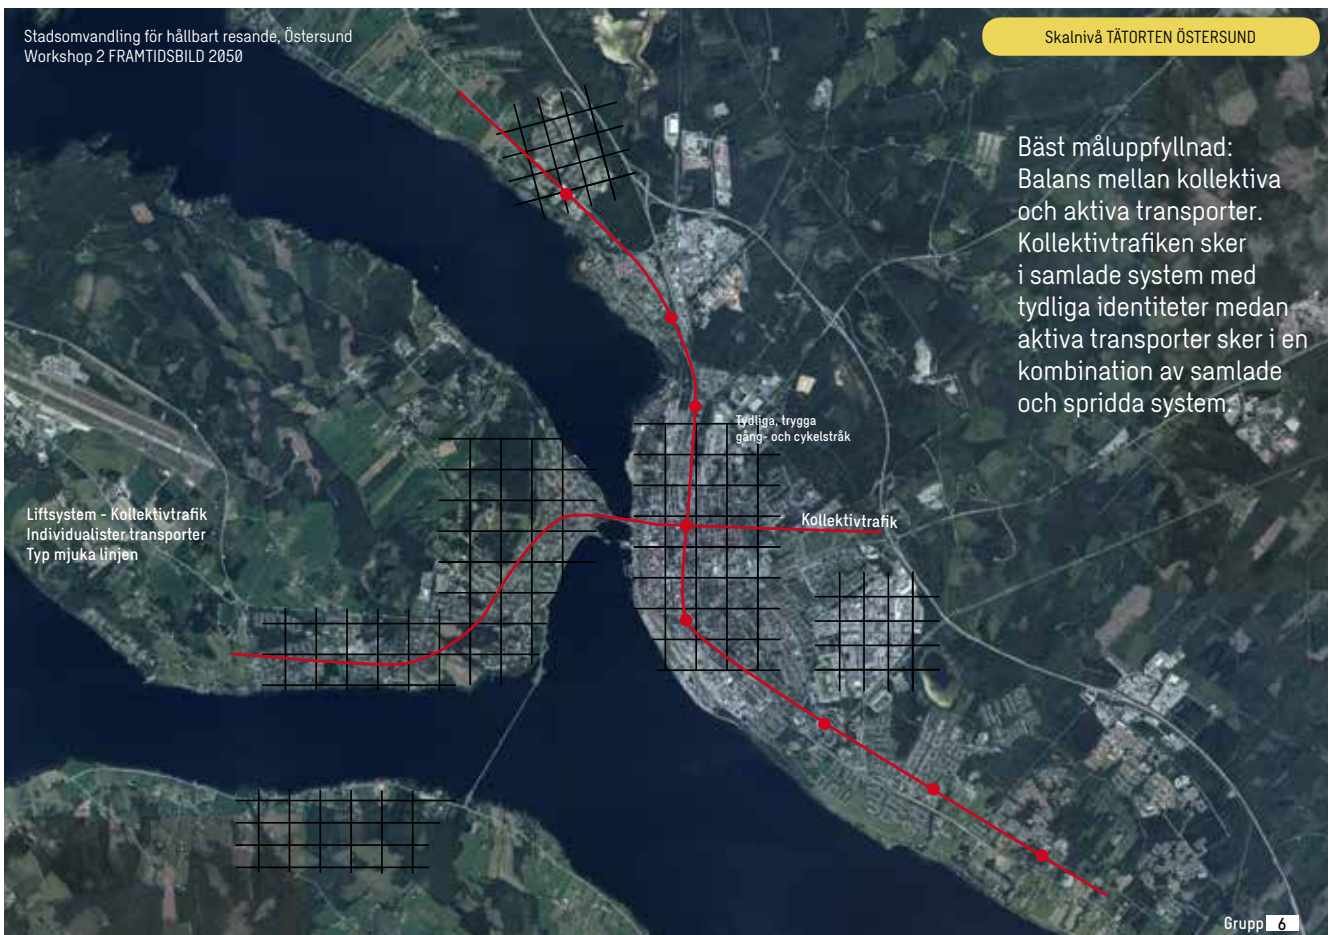 Stadsomvandling för hållbart resande, Östersund
Workshop 2 FRAMTIDSBILD 2050
Skalnivå TÄTORTEN ÖSTERSUND
Bäst måluppfyllnad:
Balans mellan kollektiva
och aktiva transporter.
Kollektivtrafiken sker
i samlade system med
tydliga identiteter medan
aktiva transporter sker i en
kombination av samlade
och spridda system.
Tydliga, trygga
gång- och cykelstråk
Kollektivtrafik
Liftsystem - Kollektivtrafik
Individualister transporter
Typ mjuka linjen
Grupp 6